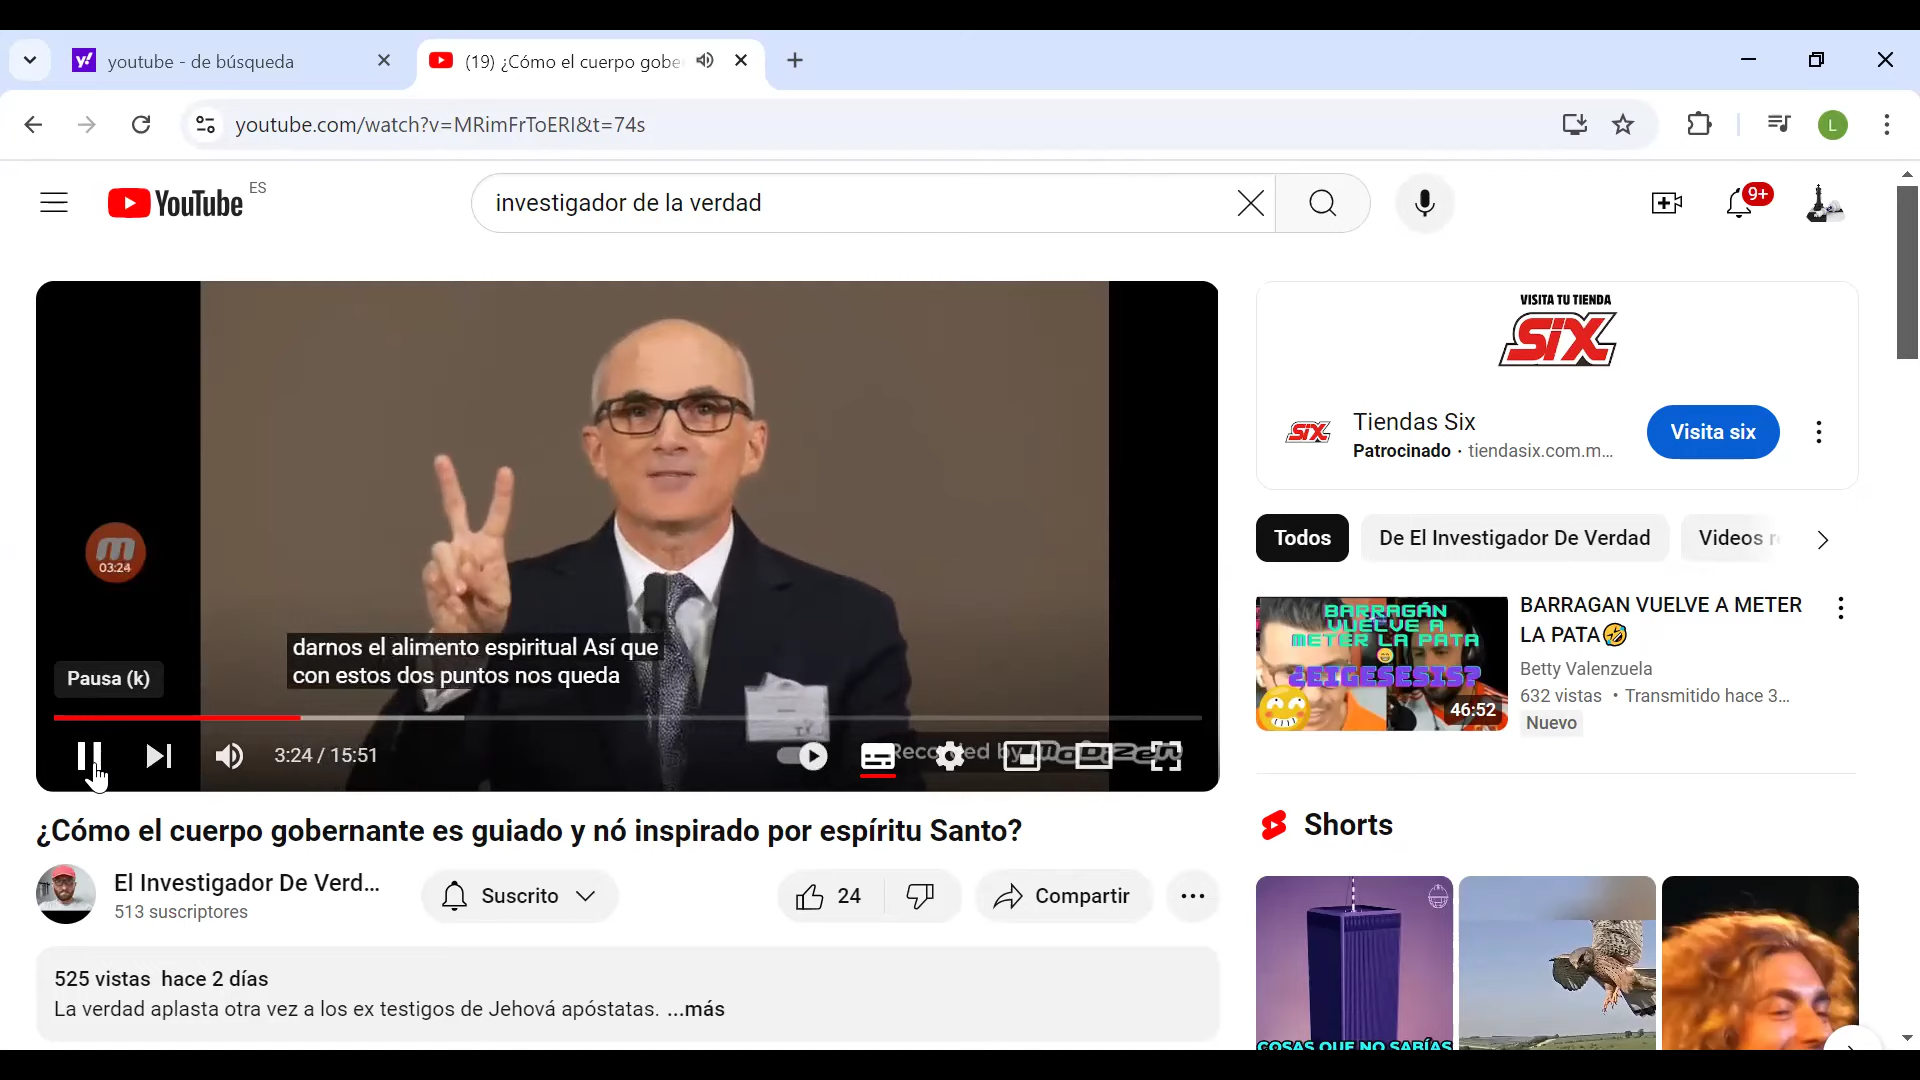 youtube - de búsqueda
(19) ¿Cómo el cuerpo gobe
youtube.com/watch?v=MRimFrToERI&t=74s
YouTube
ES
investigador de la verdad
9+
L
VISITA TU TIENDA
SiX
SiX
Tiendas Six
Patrocinado · tiendasix.com.m...
Visita six
Todos
De El Investigador De Verdad
Videos
03:24
darnos el alimento espiritual Así que
con estos dos puntos nos queda
Pausa (k)
3:24 / 15:51
Recorded by Mobizen
BARRAGÁN
VUELVE A
METER LA PATA
¿EIGESESIS?
46:52
BARRAGAN VUELVE A METER
LA PATA🤣
Betty Valenzuela
632 vistas • Transmitido hace 3...
Nuevo
¿Cómo el cuerpo gobernante es guiado y nó inspirado por espíritu Santo?
El Investigador De Verd...
513 suscriptores
Suscrito
24
Compartir
525 vistas hace 2 días
La verdad aplasta otra vez a los ex testigos de Jehová apóstatas. ...más
Shorts
COSAS QUE NO SABÍAS